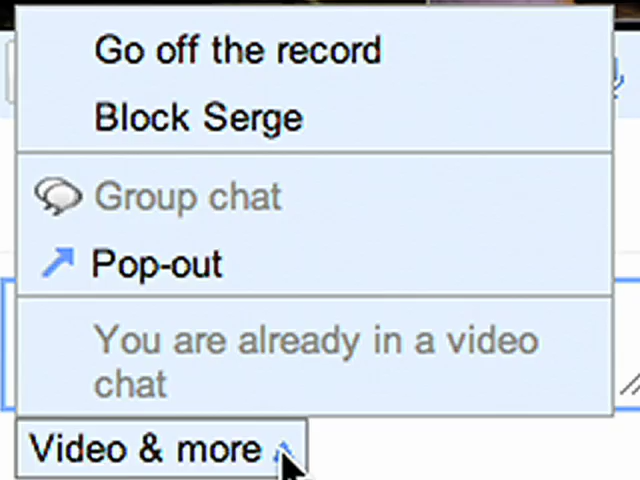 Go off the record
Block Serge
Group chat
Pop-out
You are already in a video
chat
Video & more